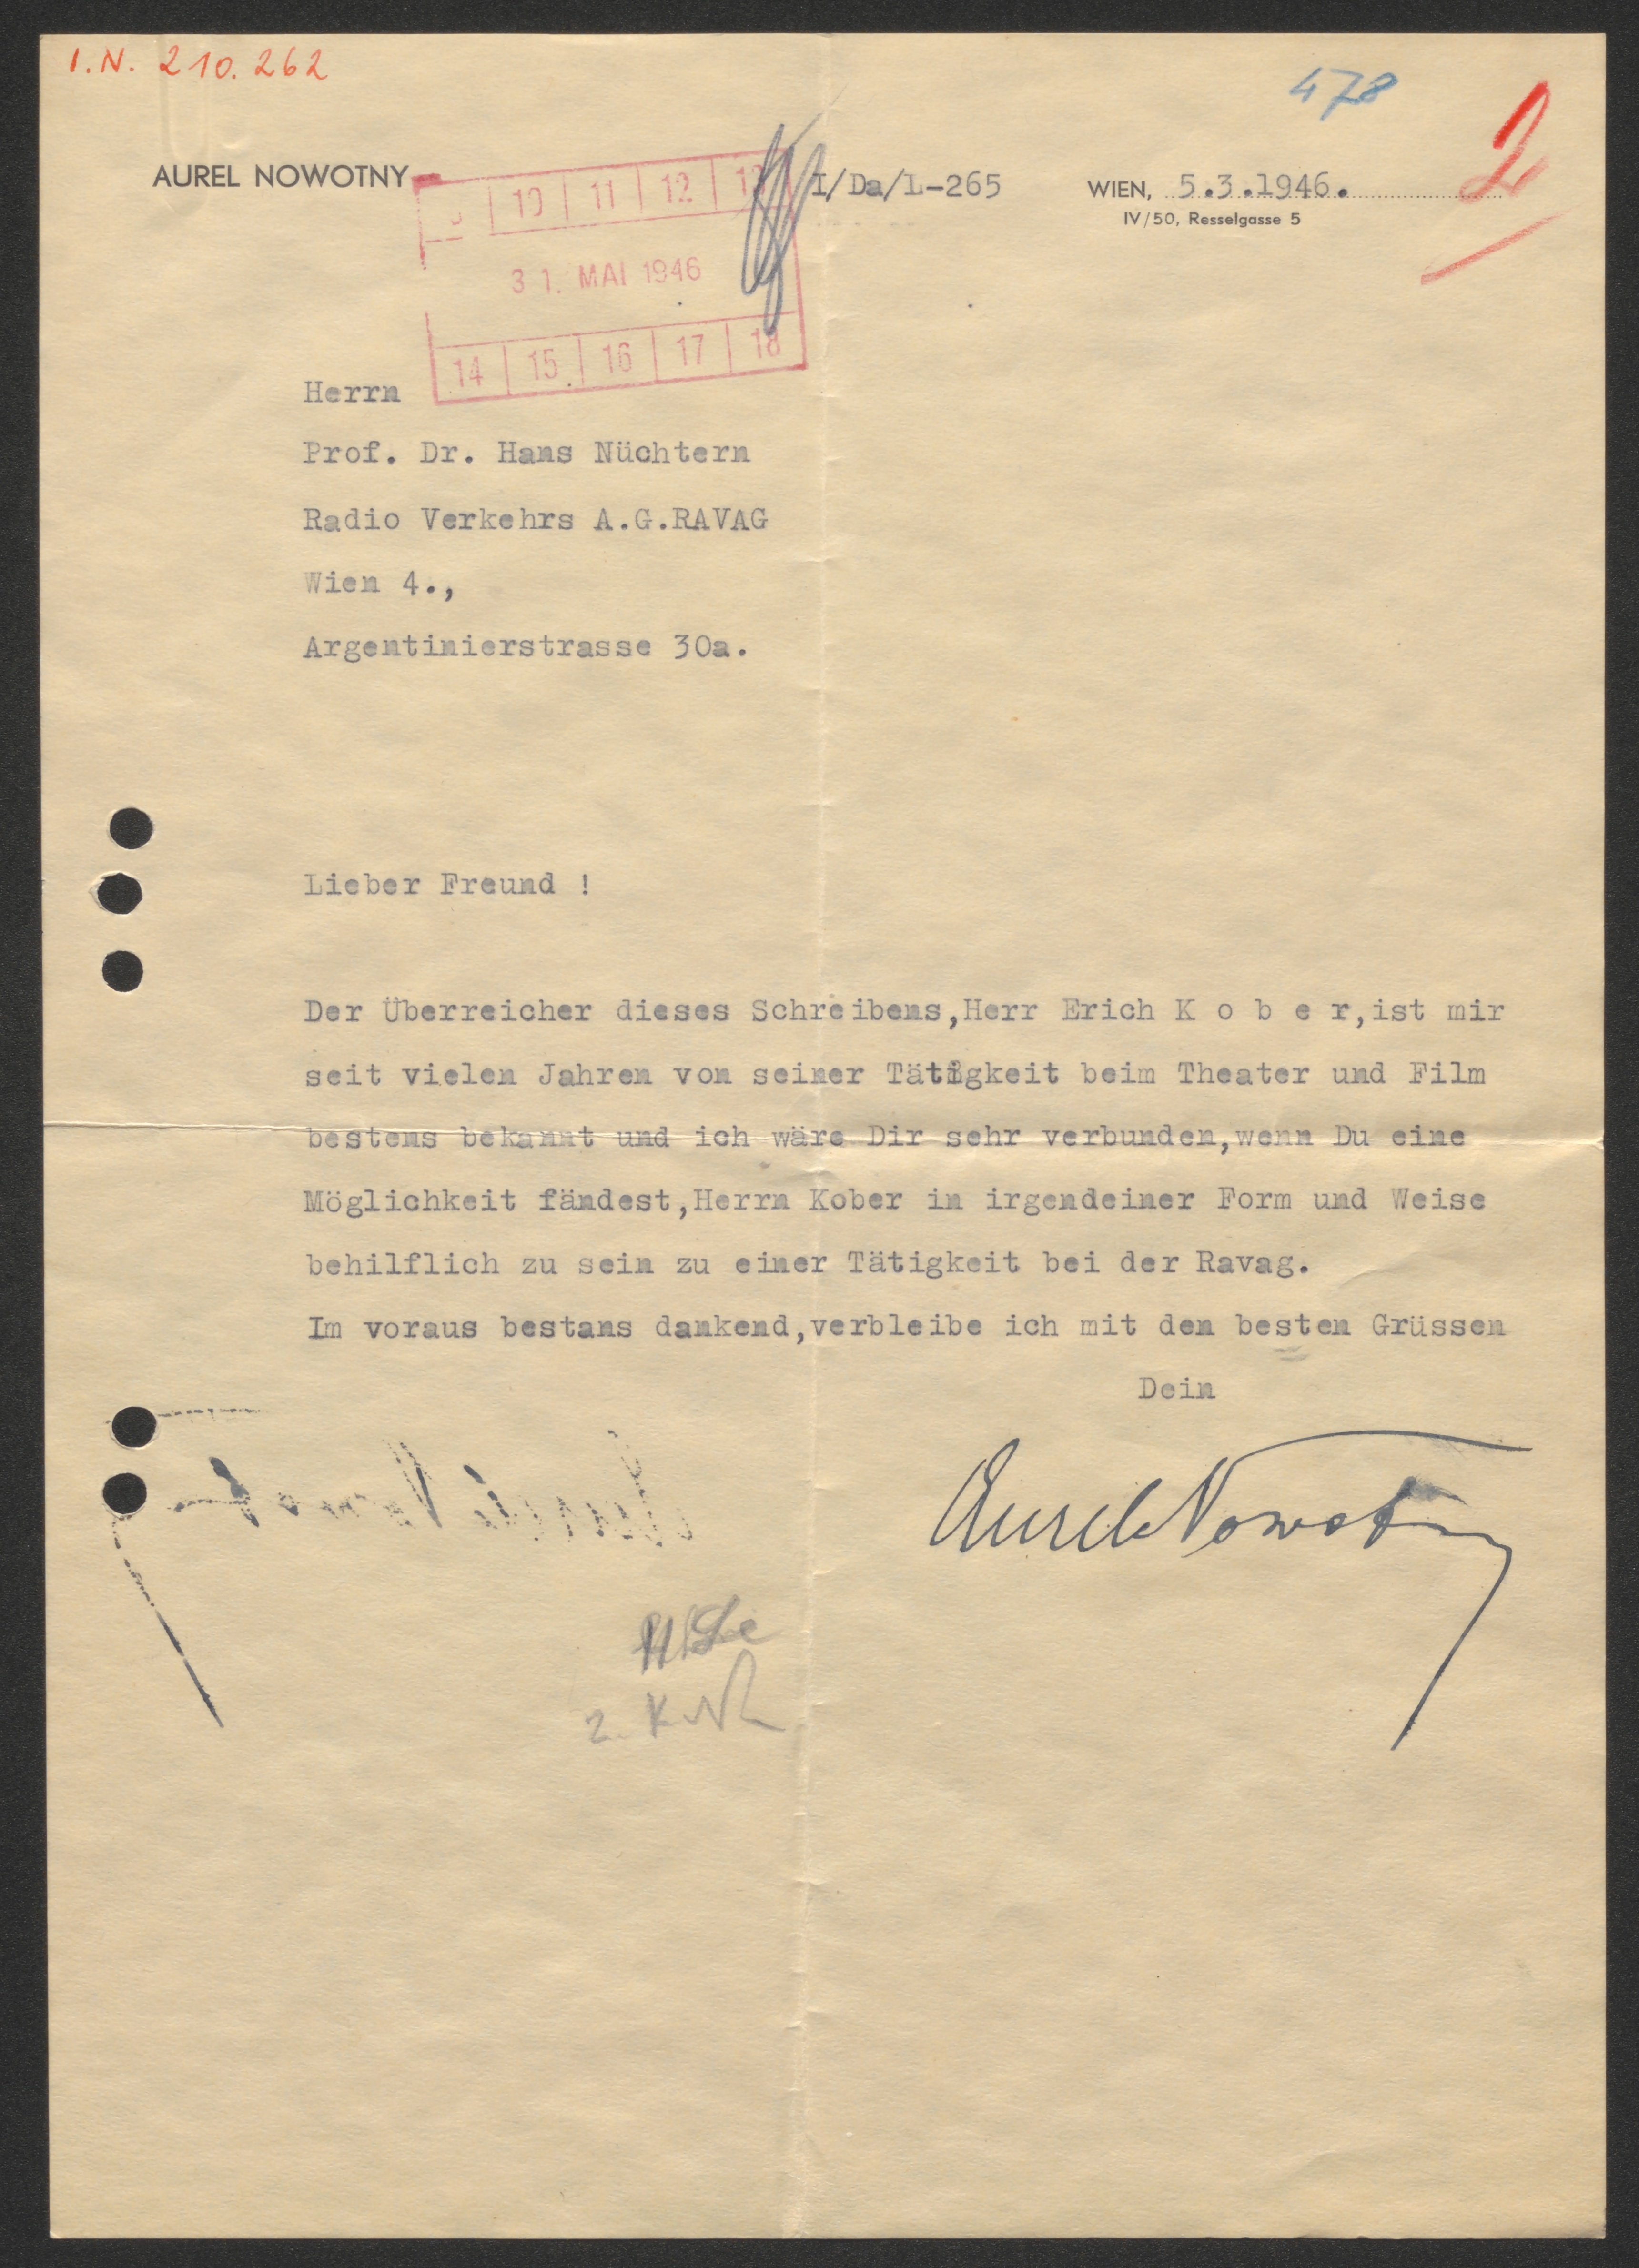 I.N. 210.262
478
2
AUREL NOWOTNY
I/Da/L-265
WIEN, 5.3.1946.
IV/50, Resselgasse 5
10 11 12
31. MAI 1946
14 15 16 17 18
Herrn
Prof. Dr. Hans Nüchtern
Radio Verkehrs A.G.RAVAG
Wien 4.,
Argentinierstrasse 30a.
Lieber Freund !
Der Überreicher dieses Schreibens,Herr Erich K o b e r,ist mir
seit vielen Jahren von seiner Tätigkeit beim Theater und Film
bestens bekannt und ich wäre Dir sehr verbunden,wenn Du eine
Möglichkeit fändest,Herrn Kober in irgendeiner Form und Weise
behilflich zu sein zu einer Tätigkeit bei der Ravag.
Im voraus bestans dankend,verbleibe ich mit den besten Grüssen
Dein
Aurel Nowotny